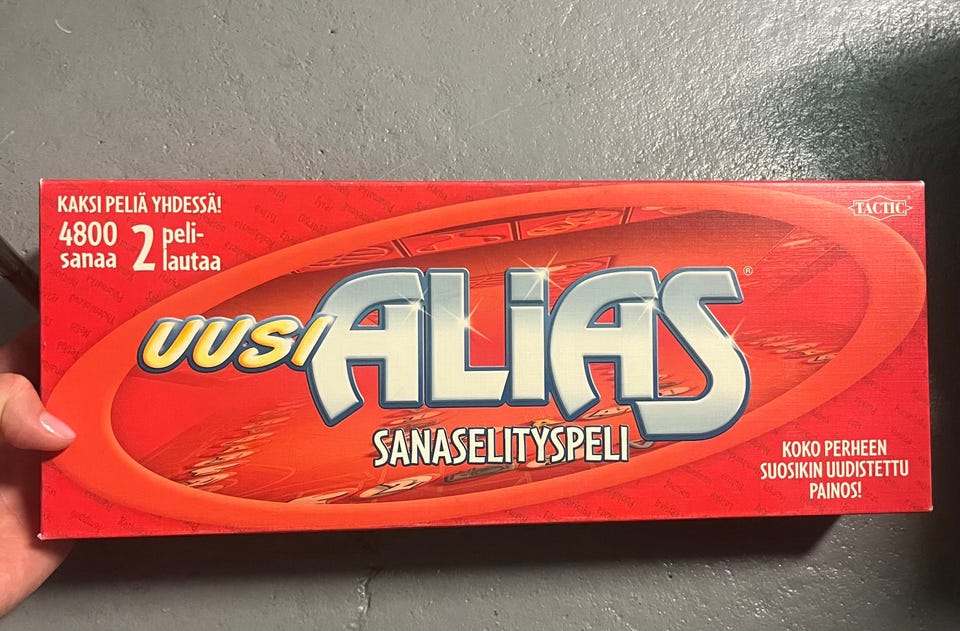 KAKSI PELIÄ YHDESSÄ!
4800 sanaa
2 peli-
lautaa
TACTIC
UUSI ALIAS®
SANASELITYSPELI
KOKO PERHEEN
SUOSIKIN UUDISTETTU
PAINOS!